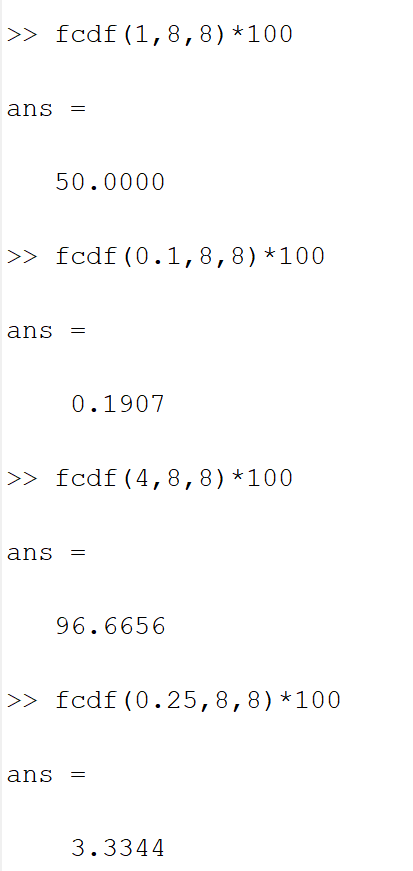 >> fcdf(1,8,8)*100
ans =
50.0000
>> fcdf(0.1,8,8)*100
ans =
0.1907
>> fcdf(4,8,8)*100
ans =
96.6656
>> fcdf(0.25,8,8)*100
ans =
3.3344